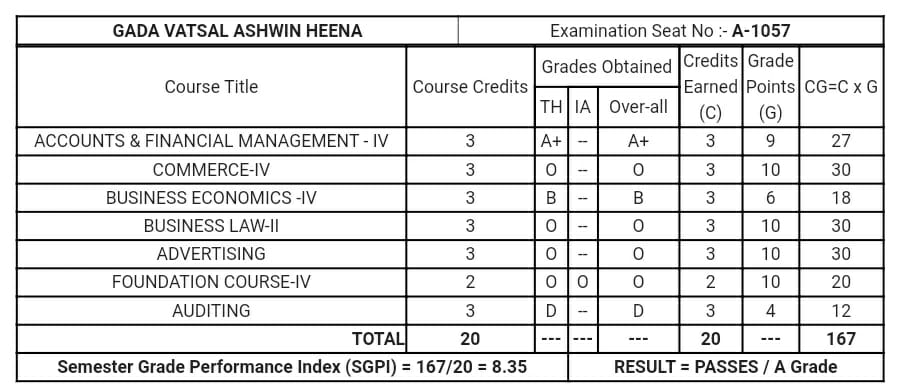 GADA VATSAL ASHWIN HEENA Examination Seat No :- A-1057
Course Title Course Credits Grades Obtained Credits Earned (C) Grade Points (G) CG=C x G
TH IA Over-all
ACCOUNTS & FINANCIAL MANAGEMENT - IV 3 A+ -- A+ 3 9 27
COMMERCE-IV 3 O -- O 3 10 30
BUSINESS ECONOMICS -IV 3 B -- B 3 6 18
BUSINESS LAW-II 3 O -- O 3 10 30
ADVERTISING 3 O -- O 3 10 30
FOUNDATION COURSE-IV 2 O O O 2 10 20
AUDITING 3 D -- D 3 4 12
TOTAL 20 --- --- --- 20 --- 167
Semester Grade Performance Index (SGPI) = 167/20 = 8.35 RESULT = PASSES / A Grade